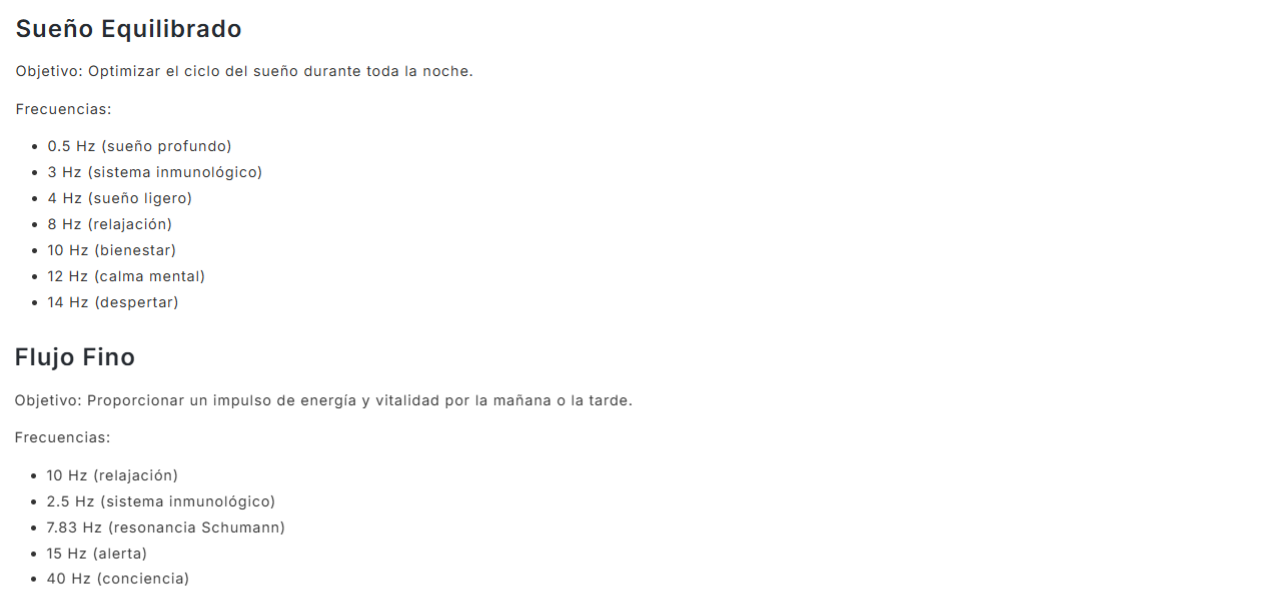 Sueño Equilibrado
Objetivo: Optimizar el ciclo del sueño durante toda la noche.
Frecuencias:
• 0.5 Hz (sueño profundo)
• 3 Hz (sistema inmunológico)
• 4 Hz (sueño ligero)
• 8 Hz (relajación)
• 10 Hz (bienestar)
• 12 Hz (calma mental)
• 14 Hz (despertar)
Flujo Fino
Objetivo: Proporcionar un impulso de energía y vitalidad por la mañana o la tarde.
Frecuencias:
• 10 Hz (relajación)
• 2.5 Hz (sistema inmunológico)
• 7.83 Hz (resonancia Schumann)
• 15 Hz (alerta)
• 40 Hz (conciencia)